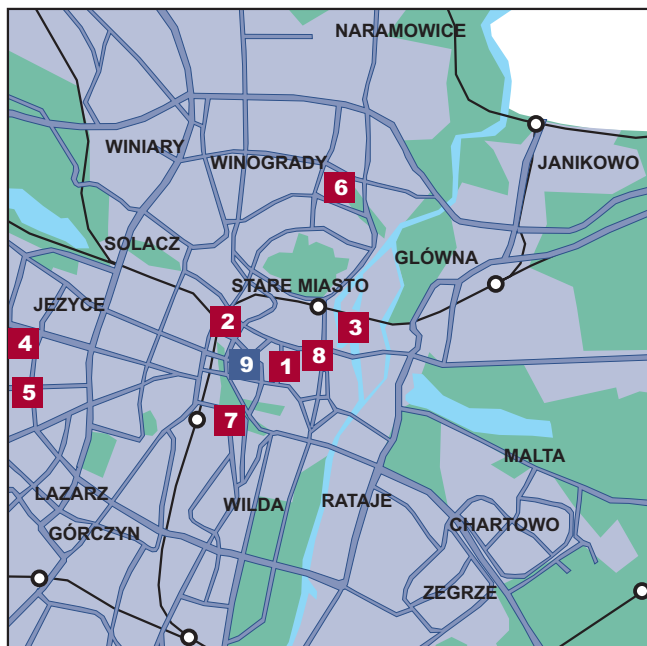 NARAMOWICE
WINIARY
WINOGRADY
JANIKOWO
6
SOLACZ
GLÓWNA
STARE MIASTO
JEZYCE
2
3
4
8
9
1
5
7
MALTA
LAZARZ
WILDA
RATAJE
CHARTOWO
GÓRCZYN
ZEGRZE